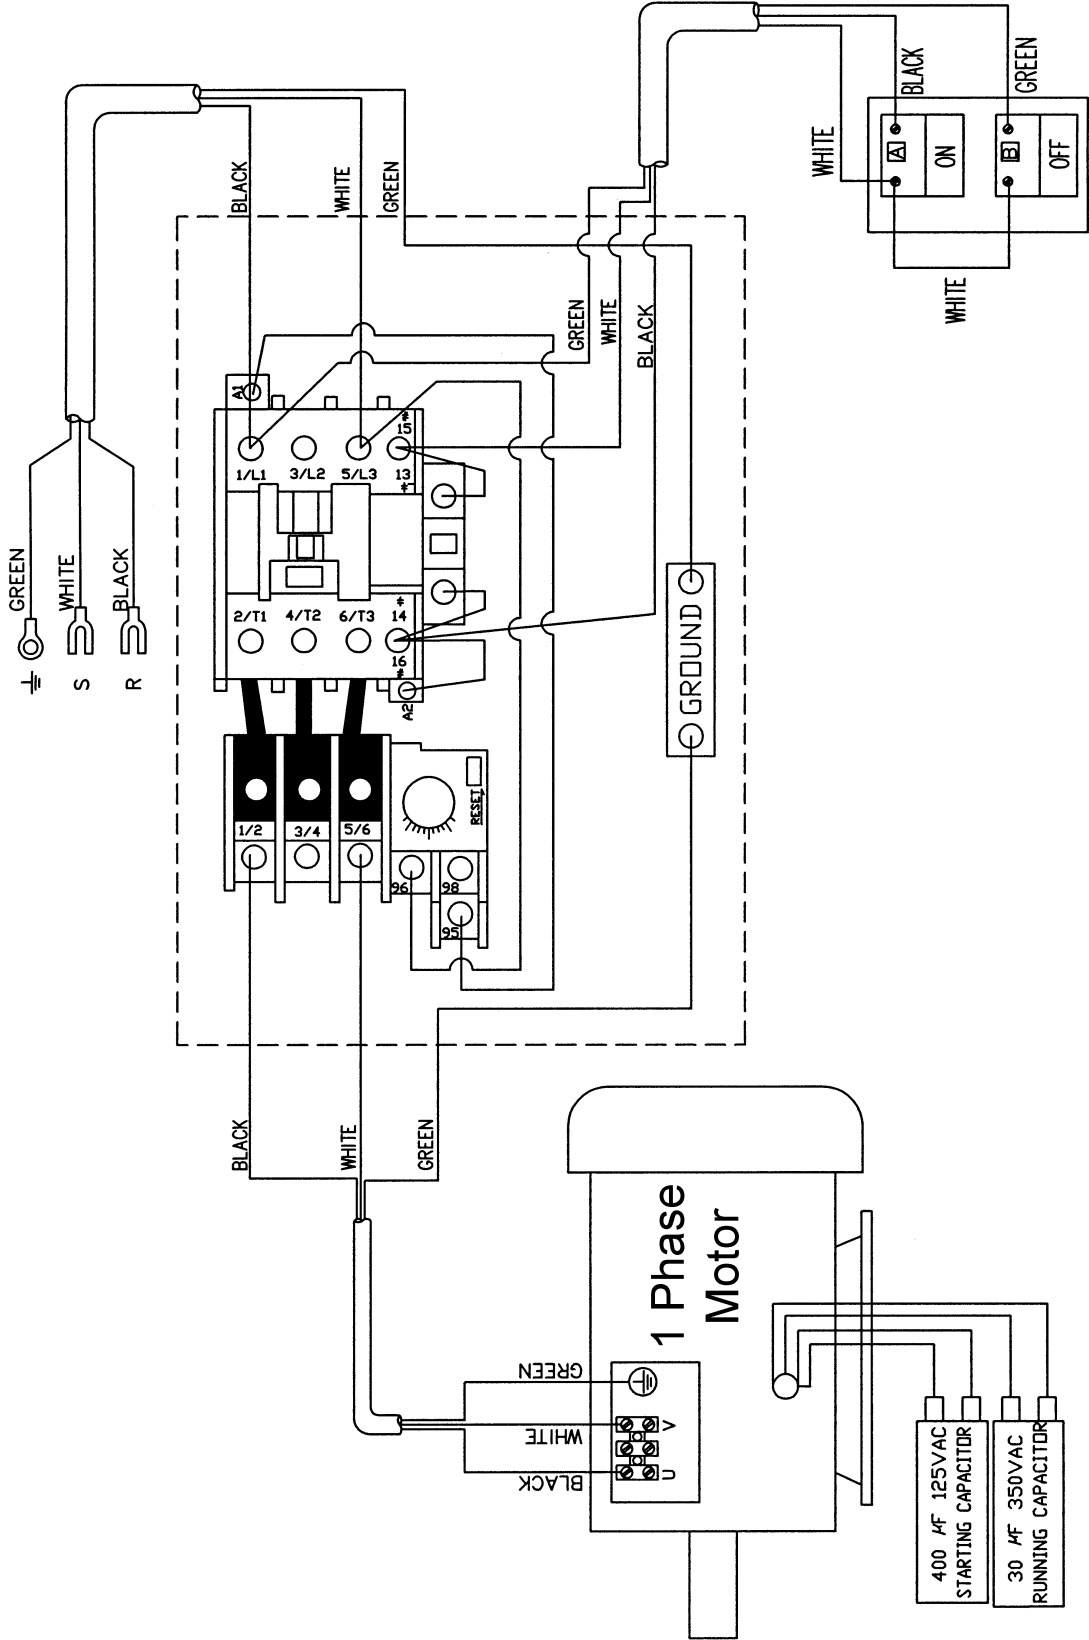 BLACK
GREEN
WHITE
A
ON
B
OFF
WHITE
BLACK
WHITE
GREEN
GREEN
WHITE
BLACK
GREEN
WHITE
BLACK
S
R
A1
*
15
1/L1
3/L2
5/L3
13
*
2/T1
4/T2
6/T3
*
14
16
*
A2
GROUND
RESET
1/2
3/4
5/6
96
98
95
BLACK
WHITE
GREEN
1 Phase
Motor
GREEN
WHITE
BLACK
V
U
400 µF 125VAC
STARTING CAPACITOR
30 µF 350VAC
RUNNING CAPACITOR